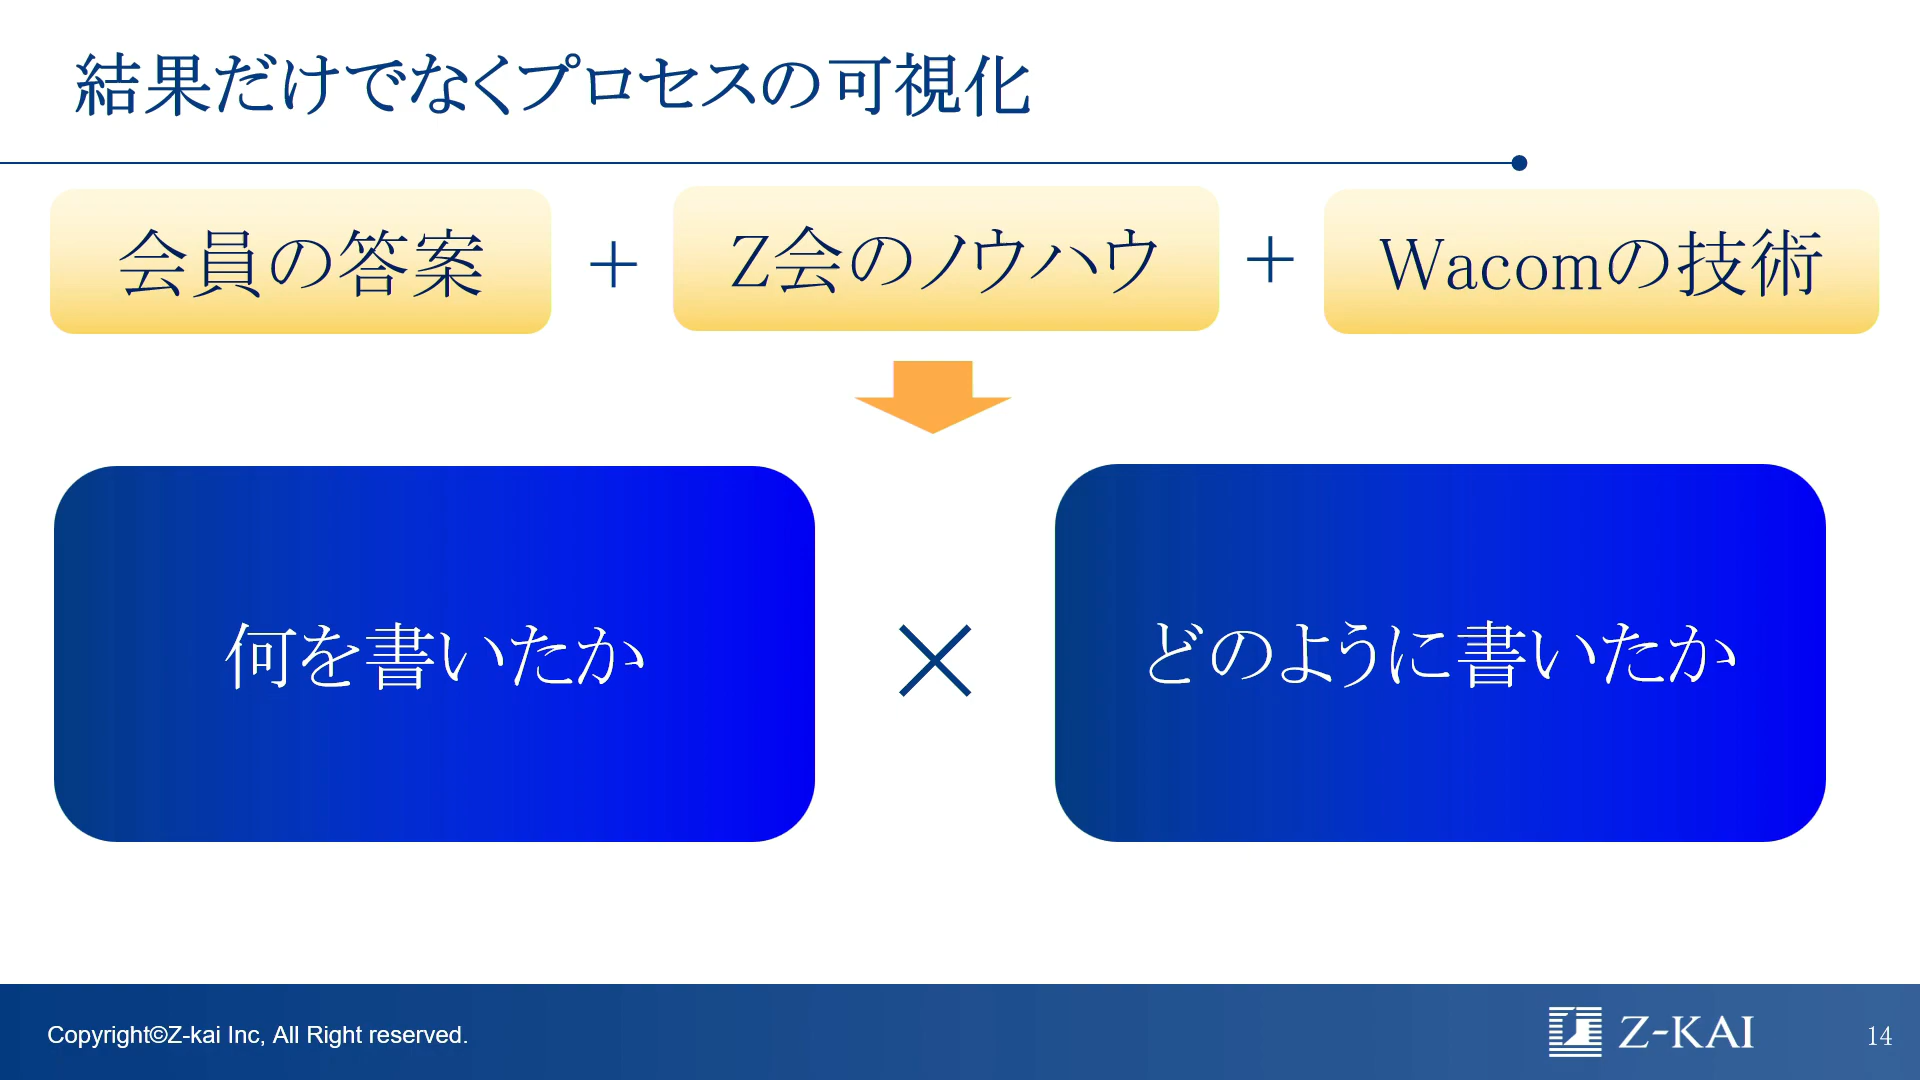 結果だけでなくプロセスの可視化
会員の答案 + Z会のノウハウ + Wacomの技術
何を書いたか × どのように書いたか
Copyright©Z-kai Inc, All Right reserved.
Z-KAI
14